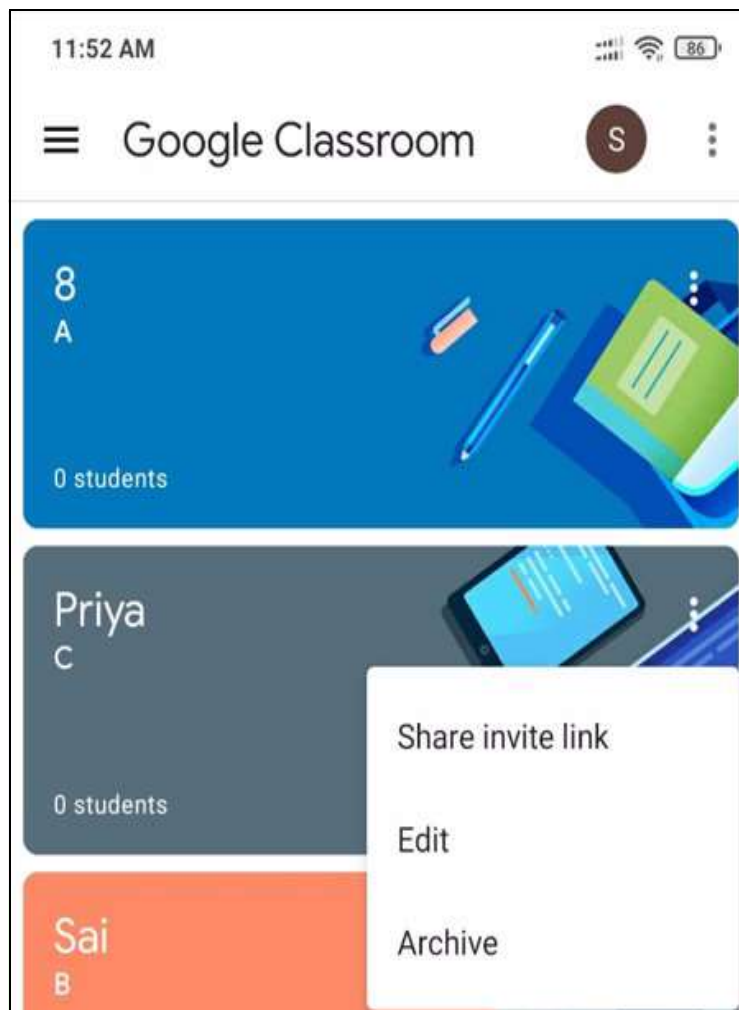 11:52 AM
86
Google Classroom
S
8
A
0 students
Priya
C
0 students
Share invite link
Edit
Archive
Sai
B